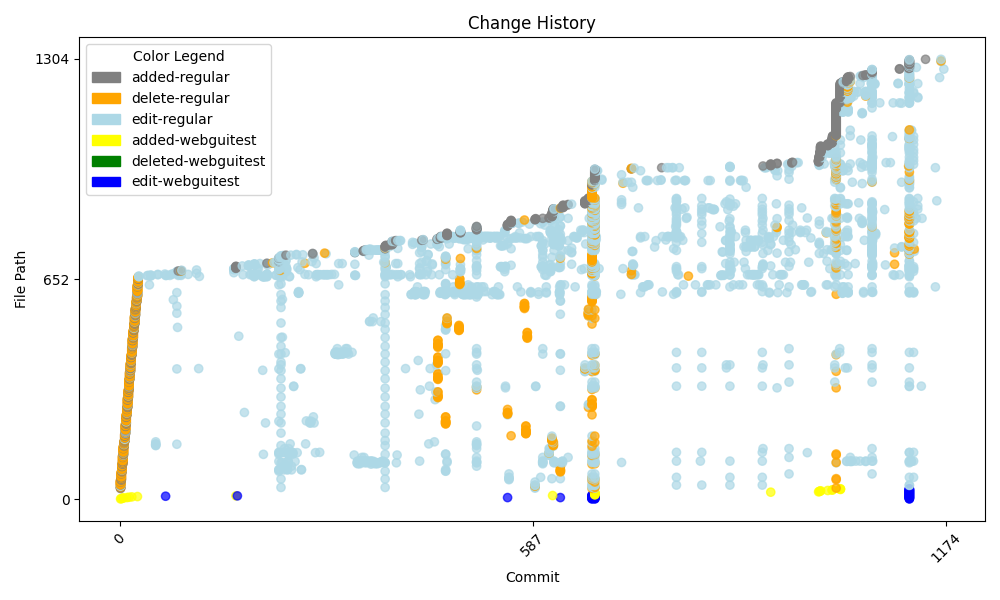 Change History
Color Legend
added-regular
delete-regular
edit-regular
added-webguitest
deleted-webguitest
edit-webguitest
File Path
1304
652
0
0
587
1174
Commit